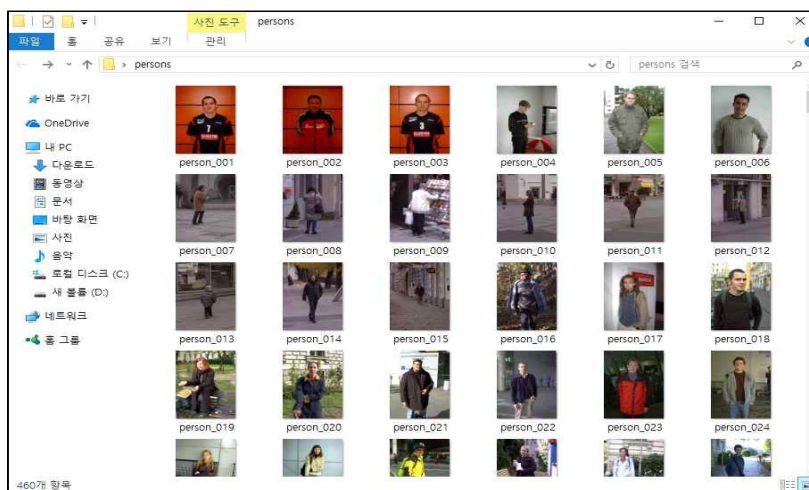 사진 도구 persons
파일 홈 공유 보기 관리
persons
persons 검색
바로 가기
OneDrive
내 PC
다운로드
동영상
문서
바탕 화면
사진
음악
로컬 디스크 (C:)
새 볼륨 (D:)
네트워크
홈 그룹
person_001 person_002 person_003 person_004 person_005 person_006
person_007 person_008 person_009 person_010 person_011 person_012
person_013 person_014 person_015 person_016 person_017 person_018
person_019 person_020 person_021 person_022 person_023 person_024
460개 항목